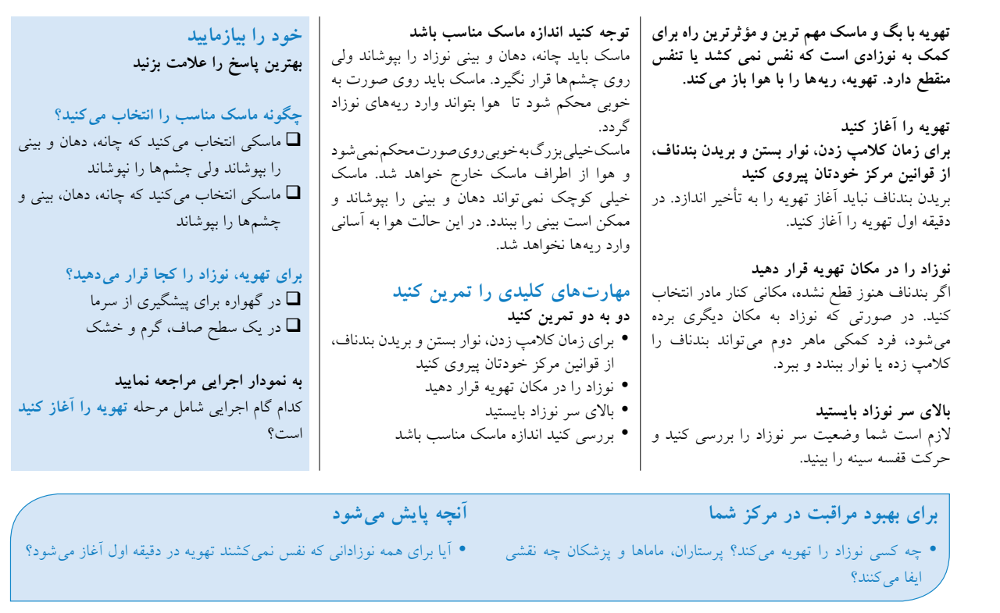 تهویه با بگ و ماسک مهم ترین و مؤثرترین راه برای
کمک به نوزادی است که نفس نمی کشد یا تنفس
منقطع دارد. تهویه، ریه‌ها را با هوا باز می‌کند.
تهویه را آغاز کنید
برای زمان کلامپ زدن، نوار بستن و بریدن بندناف،
از قوانین مرکز خودتان پیروی کنید
بریدن بندناف نباید آغاز تهویه را به تأخیر اندازد. در
دقیقه اول تهویه را آغاز کنید.
نوزاد را در مکان تهویه قرار دهید
اگر بندناف هنوز قطع نشده، مکانی کنار مادر انتخاب
کنید. در صورتی که نوزاد به مکان دیگری برده
می‌شود، فرد کمکی ماهر دوم می‌تواند بندناف را
کلامپ زده یا نوار ببندد و ببرد.
بالای سر نوزاد بایستید
لازم است شما وضعیت سر نوزاد را بررسی کنید و
حرکت قفسه سینه را ببینید.
توجه کنید اندازه ماسک مناسب باشد
ماسک باید چانه، دهان و بینی نوزاد را بپوشاند ولی
روی چشم‌ها قرار نگیرد. ماسک باید روی صورت به
خوبی محکم شود تا هوا بتواند وارد ریه‌های نوزاد
گردد.
ماسک خیلی بزرگ به خوبی روی صورت محکم نمی‌شود
و هوا از اطراف ماسک خارج خواهد شد. ماسک
خیلی کوچک نمی‌تواند دهان و بینی را بپوشاند و
ممکن است بینی را ببندد. در این حالت هوا به آسانی
وارد ریه‌ها نخواهد شد.
مهارت‌های کلیدی را تمرین کنید
دو به دو تمرین کنید
• برای زمان کلامپ زدن، نوار بستن و بریدن بندناف،
از قوانین مرکز خودتان پیروی کنید
• نوزاد را در مکان تهویه قرار دهید
• بالای سر نوزاد بایستید
• بررسی کنید اندازه ماسک مناسب باشد
خود را بیازمایید
بهترین پاسخ را علامت بزنید
چگونه ماسک مناسب را انتخاب می‌کنید؟
❑ ماسکی انتخاب می‌کنید که چانه، دهان و بینی
را بپوشاند ولی چشم‌ها را نپوشاند
❑ ماسکی انتخاب می‌کنید که چانه، دهان، بینی و
چشم‌ها را بپوشاند
برای تهویه، نوزاد را کجا قرار می‌دهید؟
❑ در گهواره برای پیشگیری از سرما
❑ در یک سطح صاف، گرم و خشک
به نمودار اجرایی مراجعه نمایید
کدام گام اجرایی شامل مرحله تهویه را آغاز کنید
است؟
برای بهبود مراقبت در مرکز شما
• چه کسی نوزاد را تهویه می‌کند؟ پرستاران، ماماها و پزشکان چه نقشی
ایفا می‌کنند؟
آنچه پایش می‌شود
• آیا برای همه نوزادانی که نفس نمی‌کشند تهویه در دقیقه اول آغاز می‌شود؟